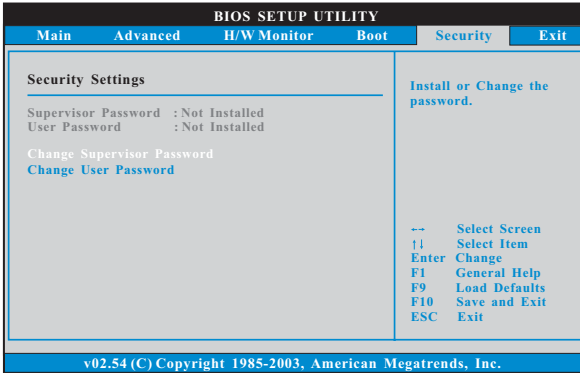 BIOS SETUP UTILITY
Main Advanced H/W Monitor Boot Security Exit
Security Settings
Supervisor Password : Not Installed
User Password : Not Installed
Change Supervisor Password
Change User Password
Install or Change the
password.
←→ Select Screen
↑↓ Select Item
Enter Change
F1 General Help
F9 Load Defaults
F10 Save and Exit
ESC Exit
v02.54 (C) Copyright 1985-2003, American Megatrends, Inc.